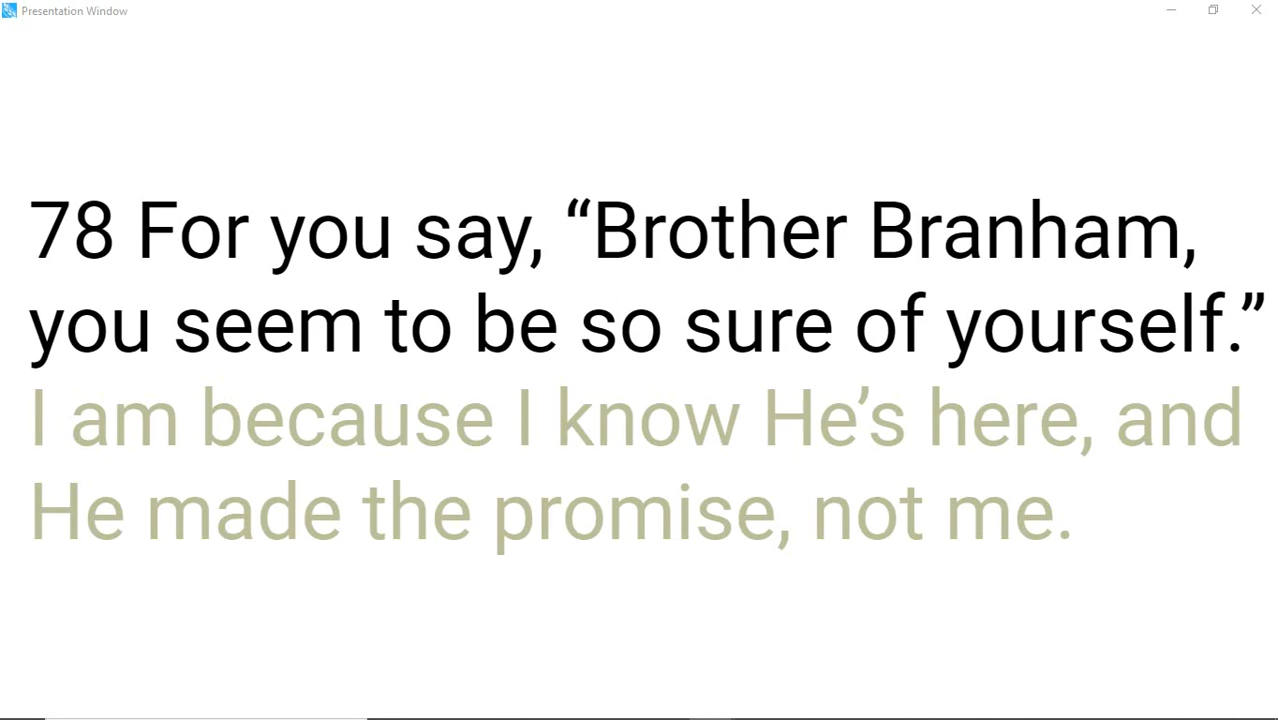 Presentation Window
78 For you say, “Brother Branham,
you seem to be so sure of yourself.”
I am because I know He’s here, and
He made the promise, not me.